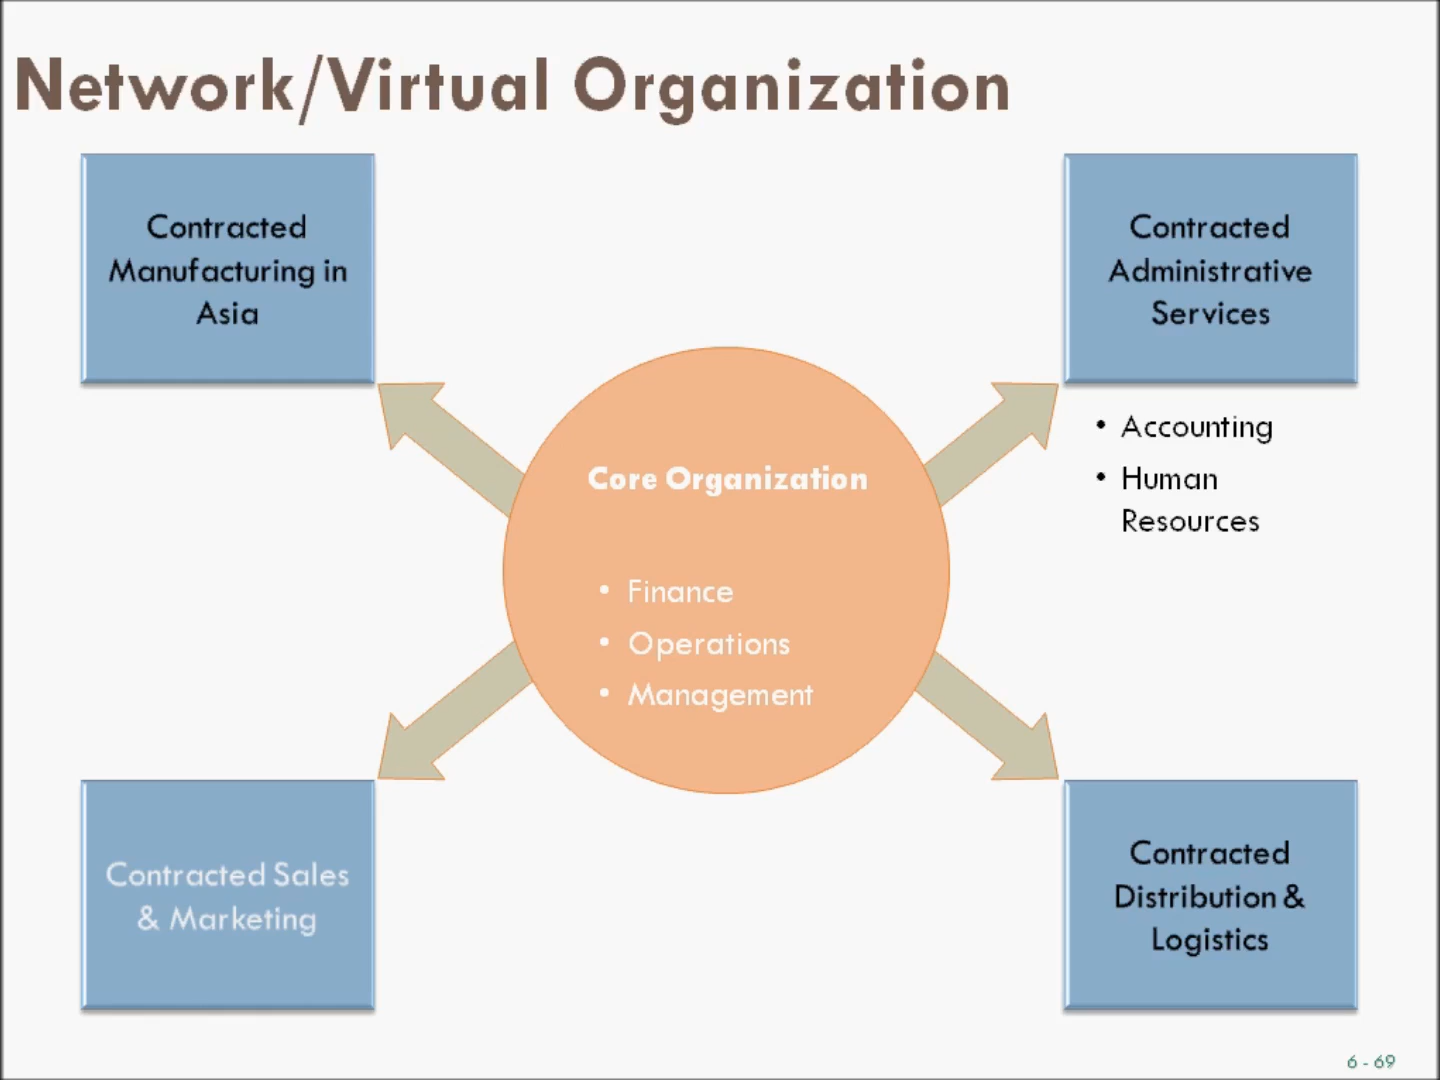 Network/Virtual Organization
Contracted
Manufacturing in
Asia
Contracted
Administrative
Services
• Accounting
• Human
Resources
Core Organization
• Finance
• Operations
• Management
Contracted Sales
& Marketing
Contracted
Distribution &
Logistics
6 - 69